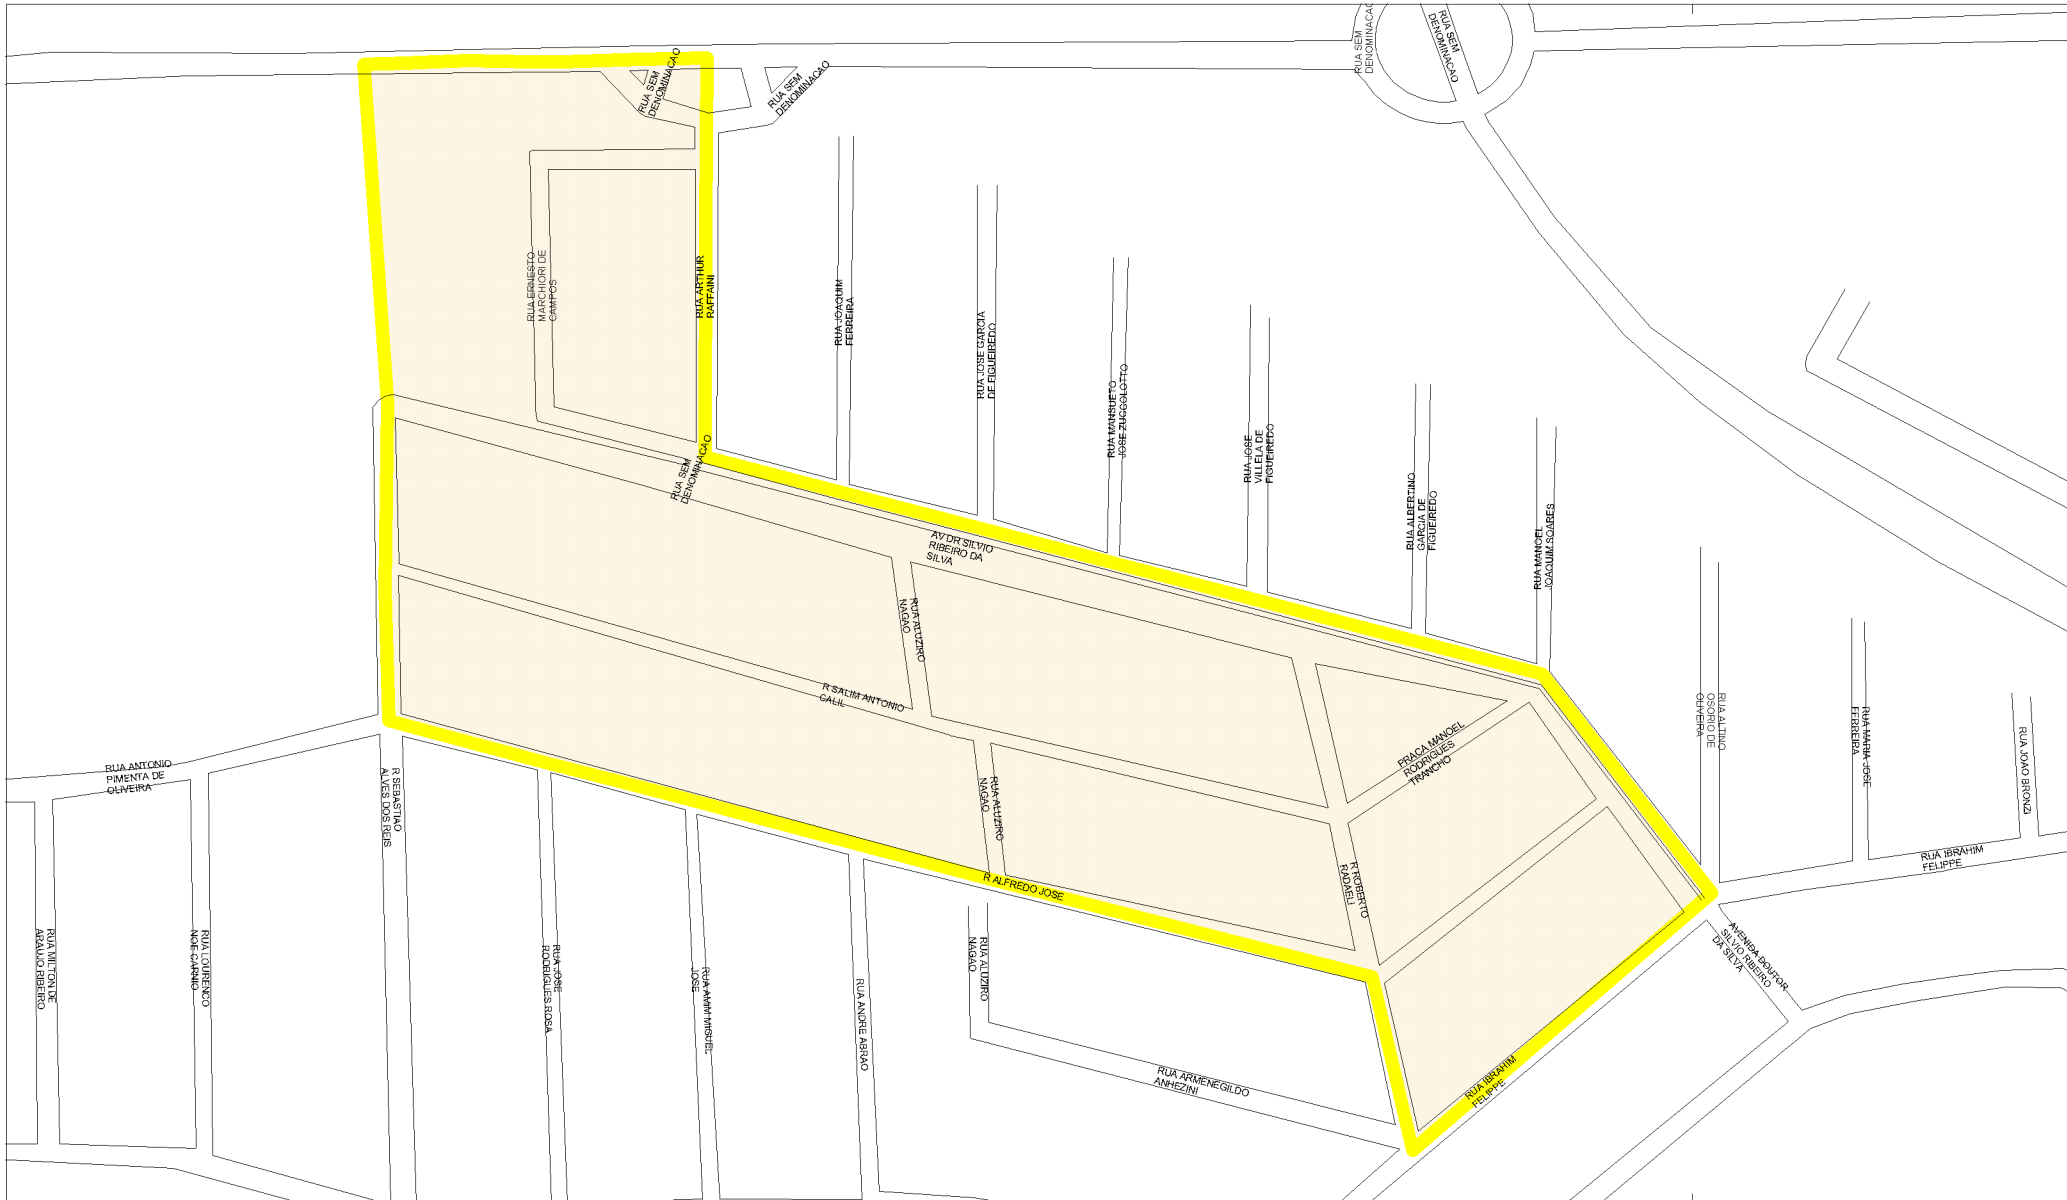 RUA SEM
DENOMINACAO
RUA SEM
DENOMINACAO
RUA SEM
DENOMINACAO
RUA SEM
DENOMINACAO
RUA ERNESTO
MARCHIORI DE
CAMPOS
RUA ARTHUR
RAFFAINI
RUA JOAQUIM
FERREIRA
RUA JOSE GARCIA
DE FIGUEIREDO
RUA MANSUETO
JOSE ZUCCOLOTTO
RUA JOSE
VILLELA DE
FIGUEIREDO
RUA ALBERTINO
GARCIA DE
FIGUEIREDO
RUA MANOEL
JOAQUIM SOARES
RUA SEM
DENOMINACAO
AV DR SILVIO
RIBEIRO DA
SILVA
RUA ALUZIRO
NAGAO
R SALIM ANTONIO
CALIL
PRACA MANOEL
RODRIGUES
TRANCHO
RUA ALTINO
OSORIO DE
OLIVEIRA
RUA MARIA JOSE
FERREIRA
RUA JOAO BRONZI
RUA ANTONIO
PIMENTA DE
OLIVEIRA
R SEBASTIAO
ALVES DOS REIS
RUA ALUZIRO
NAGAO
R ALFREDO JOSE
R ROBERTO
RADAELI
RUA IBRAHIM
FELIPPE
RUA MILTON DE
ARAUJO RIBEIRO
RUA LOURENCO
NOE CARNIO
RUA JOSE
RODRIGUES ROSA
RUA AMIM MIGUEL
JOSE
RUA ANDRE ABRAO
RUA ALUZIRO
NAGAO
AVENIDA DOUTOR
SILVIO RIBEIRO
DA SILVA
RUA ARMENEGILDO
ANHEZINI
RUA IBRAHIM
FELIPPE